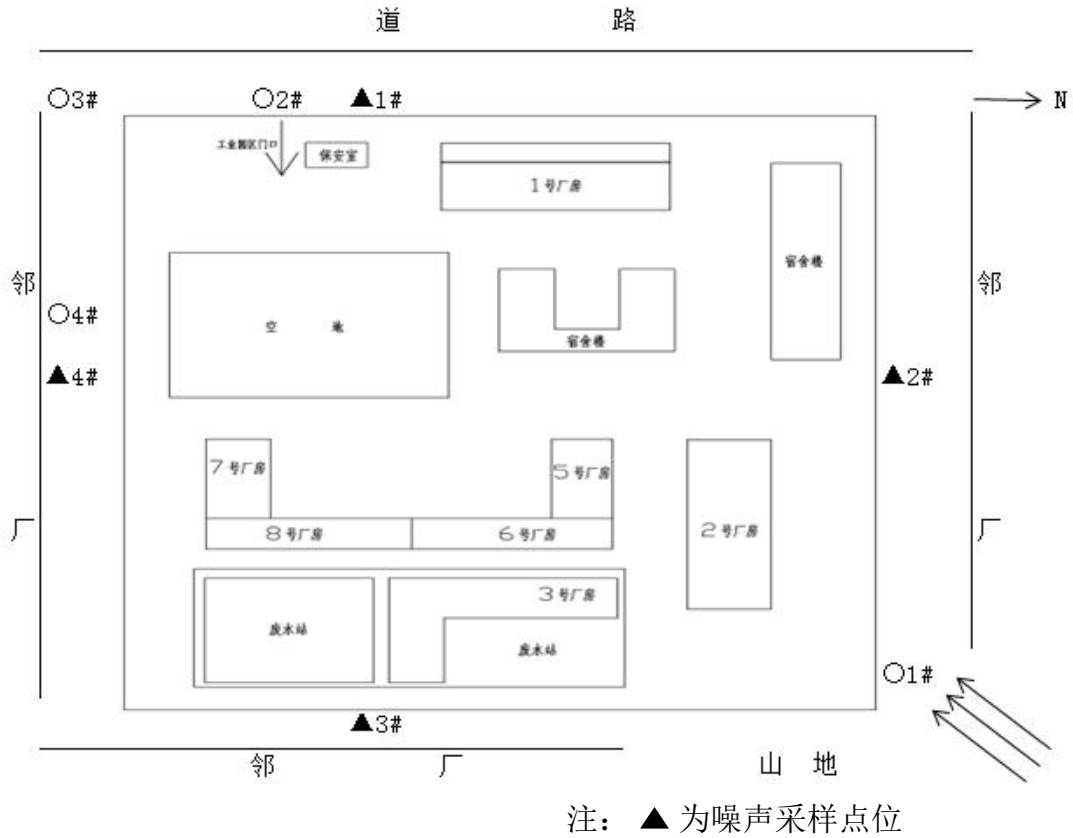 道 路
○3#
○2#
▲1#
N
工业园区门口
保安室
1号厂房
宿舍楼
邻
邻
○4#
空 地
宿舍楼
▲4#
▲2#
7号厂房
5号厂房
厂
8号厂房
6号厂房
2号厂房
厂
3号厂房
废水站
废水站
○1#
▲3#
邻 厂
山 地
注: ▲ 为噪声采样点位